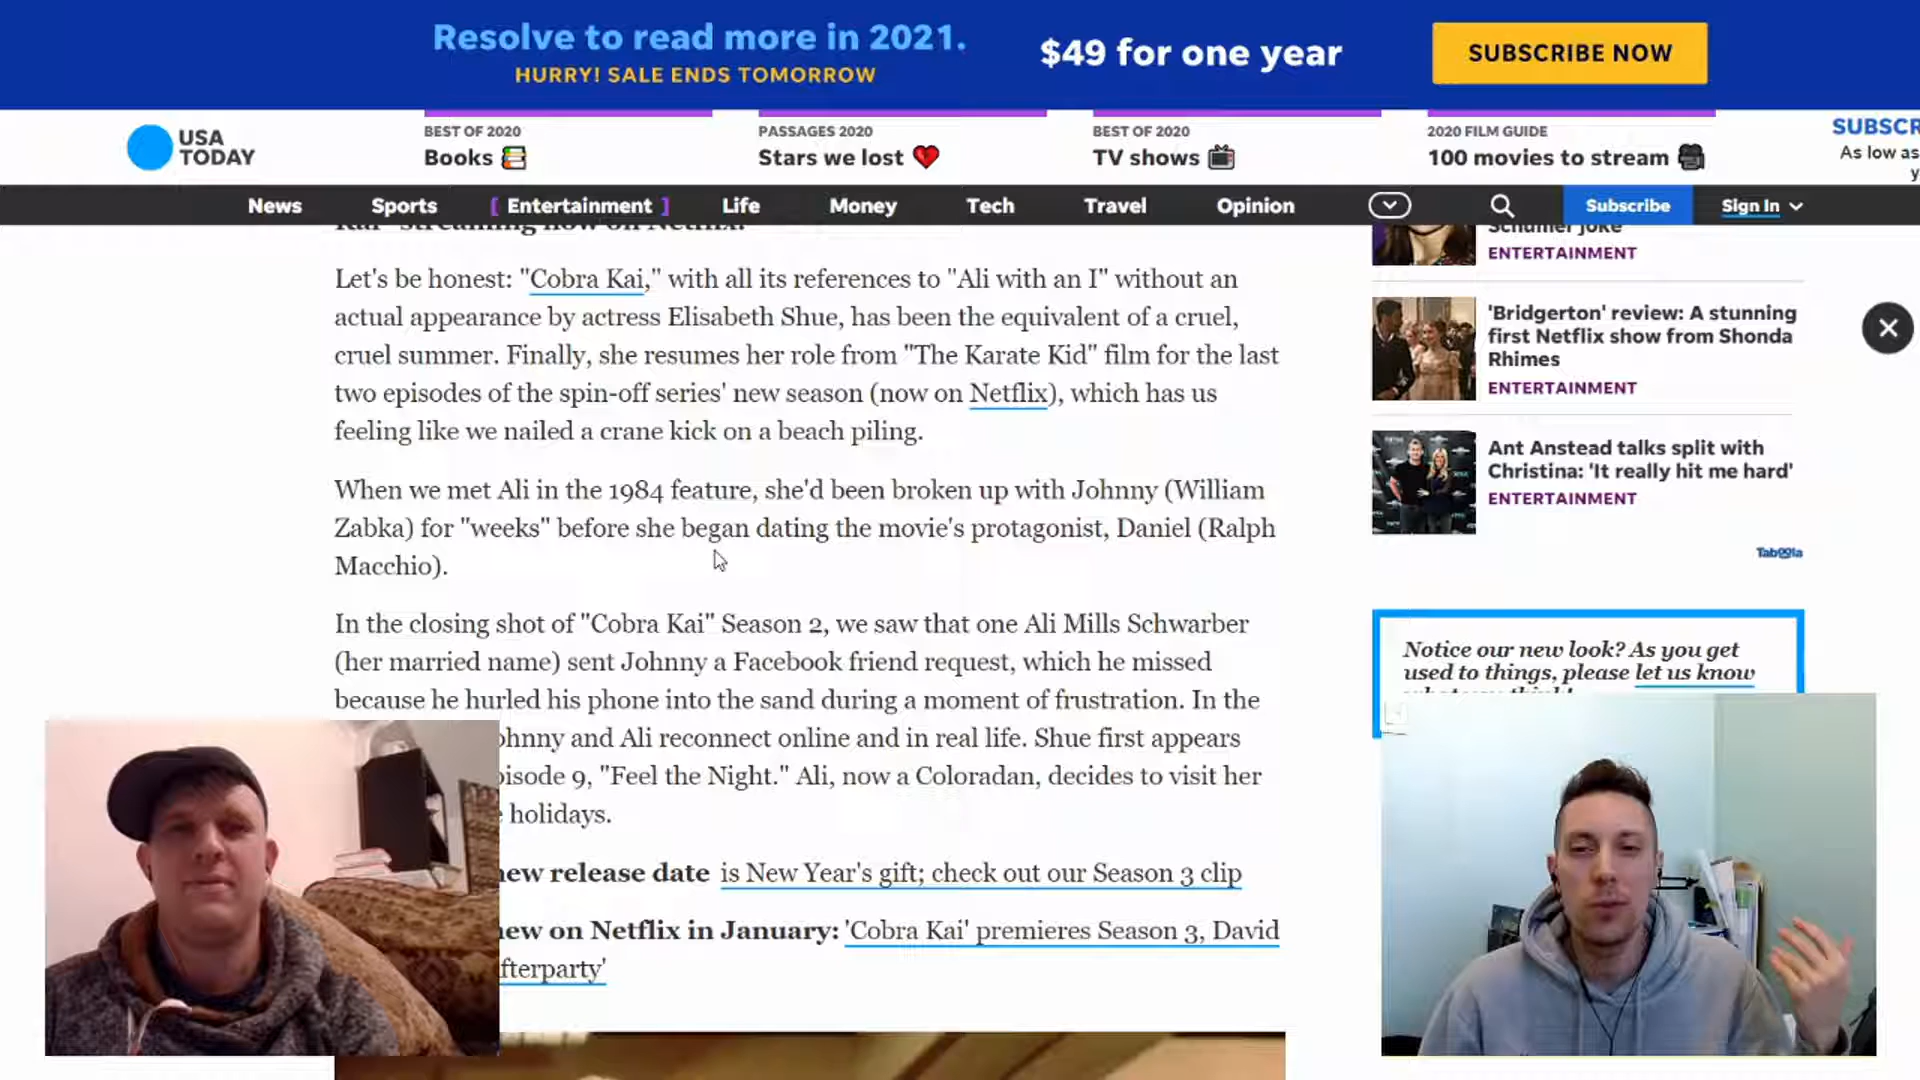 Resolve to read more in 2021.
HURRY! SALE ENDS TOMORROW
$49 for one year
SUBSCRIBE NOW
USA
TODAY
BEST OF 2020
Books
PASSAGES 2020
Stars we lost
BEST OF 2020
TV shows
2020 FILM GUIDE
100 movies to stream
SUBSCR
As low as
y
News Sports [ Entertainment ] Life Money Tech Travel Opinion Subscribe Sign In
Kai' streaming now on Netflix.
Let's be honest: "Cobra Kai," with all its references to "Ali with an I" without an
actual appearance by actress Elisabeth Shue, has been the equivalent of a cruel,
cruel summer. Finally, she resumes her role from "The Karate Kid" film for the last
two episodes of the spin-off series' new season (now on Netflix), which has us
feeling like we nailed a crane kick on a beach piling.
When we met Ali in the 1984 feature, she'd been broken up with Johnny (William
Zabka) for "weeks" before she began dating the movie's protagonist, Daniel (Ralph
Macchio).
In the closing shot of "Cobra Kai" Season 2, we saw that one Ali Mills Schwarber
(her married name) sent Johnny a Facebook friend request, which he missed
because he hurled his phone into the sand during a moment of frustration. In the
ohnny and Ali reconnect online and in real life. Shue first appears
isode 9, "Feel the Night." Ali, now a Coloradan, decides to visit her
holidays.
new release date is New Year's gift; check out our Season 3 clip
new on Netflix in January: 'Cobra Kai' premieres Season 3, David
fterparty'
Schumer joke
ENTERTAINMENT
'Bridgerton' review: A stunning
first Netflix show from Shonda
Rhimes
ENTERTAINMENT
Ant Anstead talks split with
Christina: 'It really hit me hard'
ENTERTAINMENT
Taboola
Notice our new look? As you get
used to things, please let us know